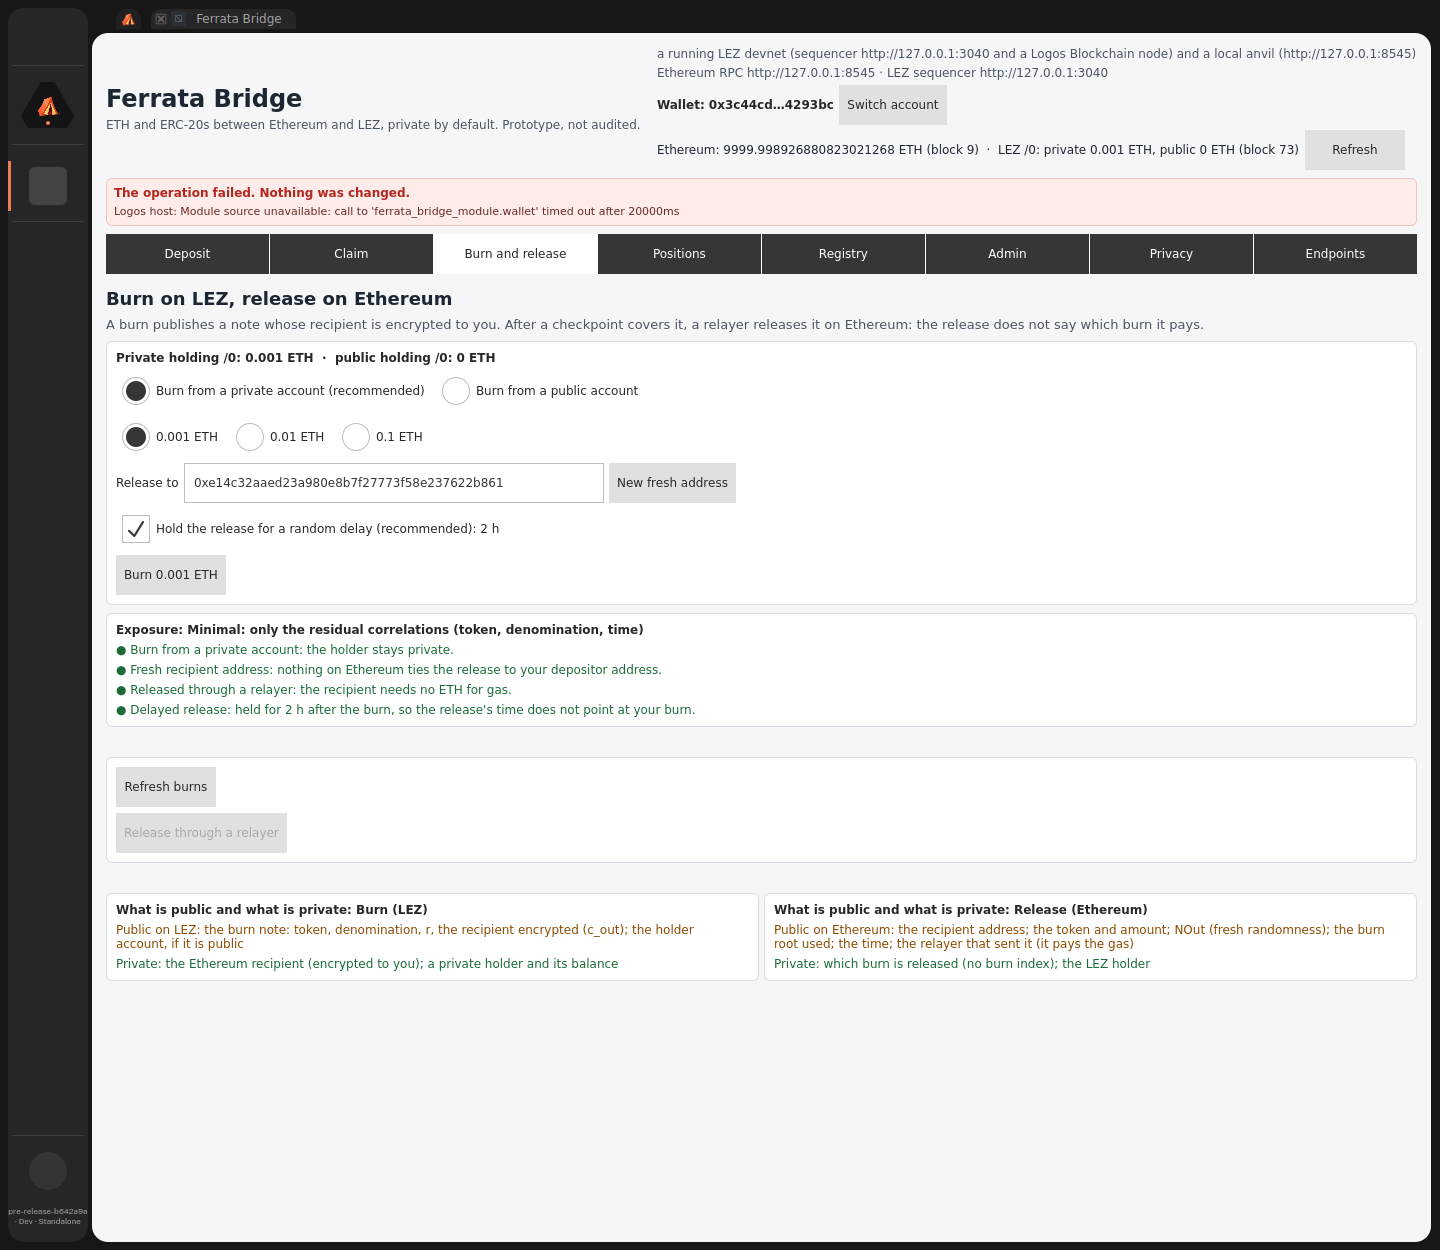 Ferrata Bridge
a running LEZ devnet (sequencer http://127.0.0.1:3040 and a Logos Blockchain node) and a local anvil (http://127.0.0.1:8545)
Ethereum RPC http://127.0.0.1:8545 · LEZ sequencer http://127.0.0.1:3040
Ferrata Bridge
ETH and ERC-20s between Ethereum and LEZ, private by default. Prototype, not audited.
Wallet: 0x3c44cd…4293bc Switch account
Ethereum: 9999.998926880823021268 ETH (block 9) · LEZ /0: private 0.001 ETH, public 0 ETH (block 73) Refresh
The operation failed. Nothing was changed.
Logos host: Module source unavailable: call to 'ferrata_bridge_module.wallet' timed out after 20000ms
Deposit Claim Burn and release Positions Registry Admin Privacy Endpoints
Burn on LEZ, release on Ethereum
A burn publishes a note whose recipient is encrypted to you. After a checkpoint covers it, a relayer releases it on Ethereum: the release does not say which burn it pays.
Private holding /0: 0.001 ETH · public holding /0: 0 ETH
Burn from a private account (recommended) Burn from a public account
0.001 ETH 0.01 ETH 0.1 ETH
Release to 0xe14c32aaed23a980e8b7f27773f58e237622b861 New fresh address
Hold the release for a random delay (recommended): 2 h
Burn 0.001 ETH
Exposure: Minimal: only the residual correlations (token, denomination, time)
● Burn from a private account: the holder stays private.
● Fresh recipient address: nothing on Ethereum ties the release to your depositor address.
● Released through a relayer: the recipient needs no ETH for gas.
● Delayed release: held for 2 h after the burn, so the release's time does not point at your burn.
Refresh burns
Release through a relayer
What is public and what is private: Burn (LEZ)
Public on LEZ: the burn note: token, denomination, r, the recipient encrypted (c_out); the holder
account, if it is public
Private: the Ethereum recipient (encrypted to you); a private holder and its balance
What is public and what is private: Release (Ethereum)
Public on Ethereum: the recipient address; the token and amount; NOut (fresh randomness); the burn
root used; the time; the relayer that sent it (it pays the gas)
Private: which burn is released (no burn index); the LEZ holder
pre-release-b642a9a
· Dev · Standalone